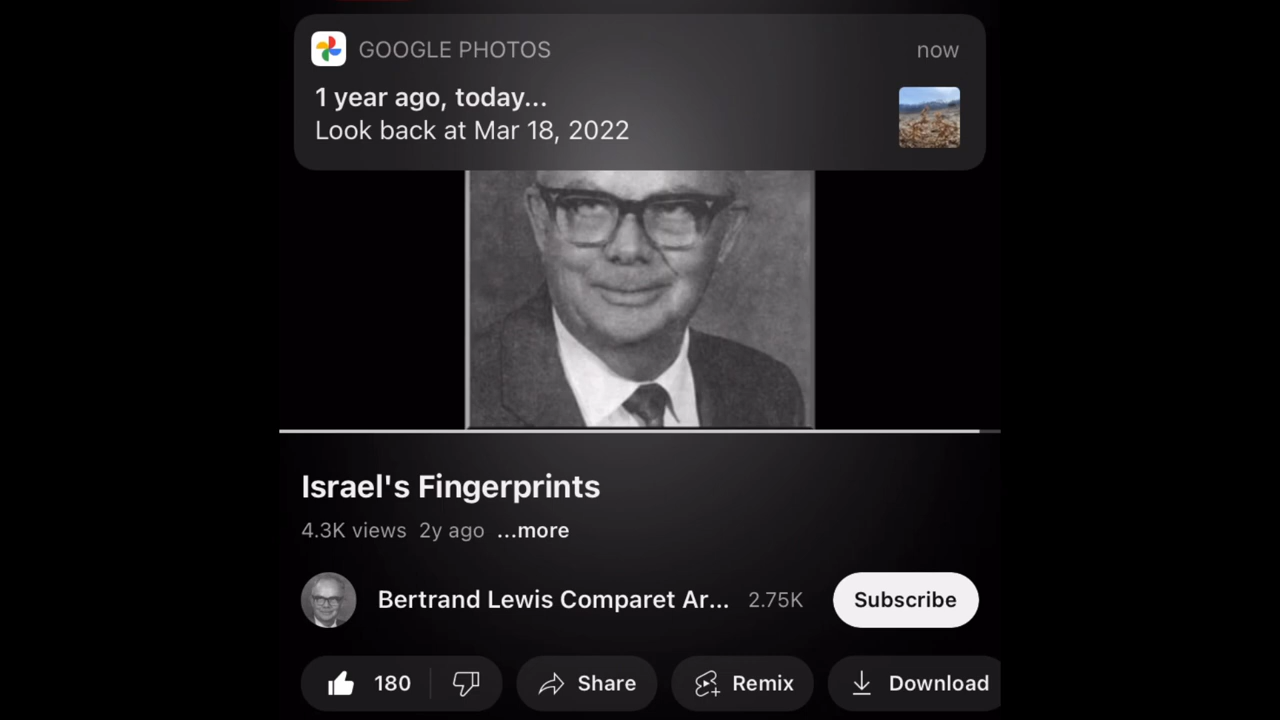 GOOGLE PHOTOS now
1 year ago, today...
Look back at Mar 18, 2022
Israel's Fingerprints
4.3K views 2y ago ...more
Bertrand Lewis Comparet Ar... 2.75K Subscribe
180 Share Remix Download